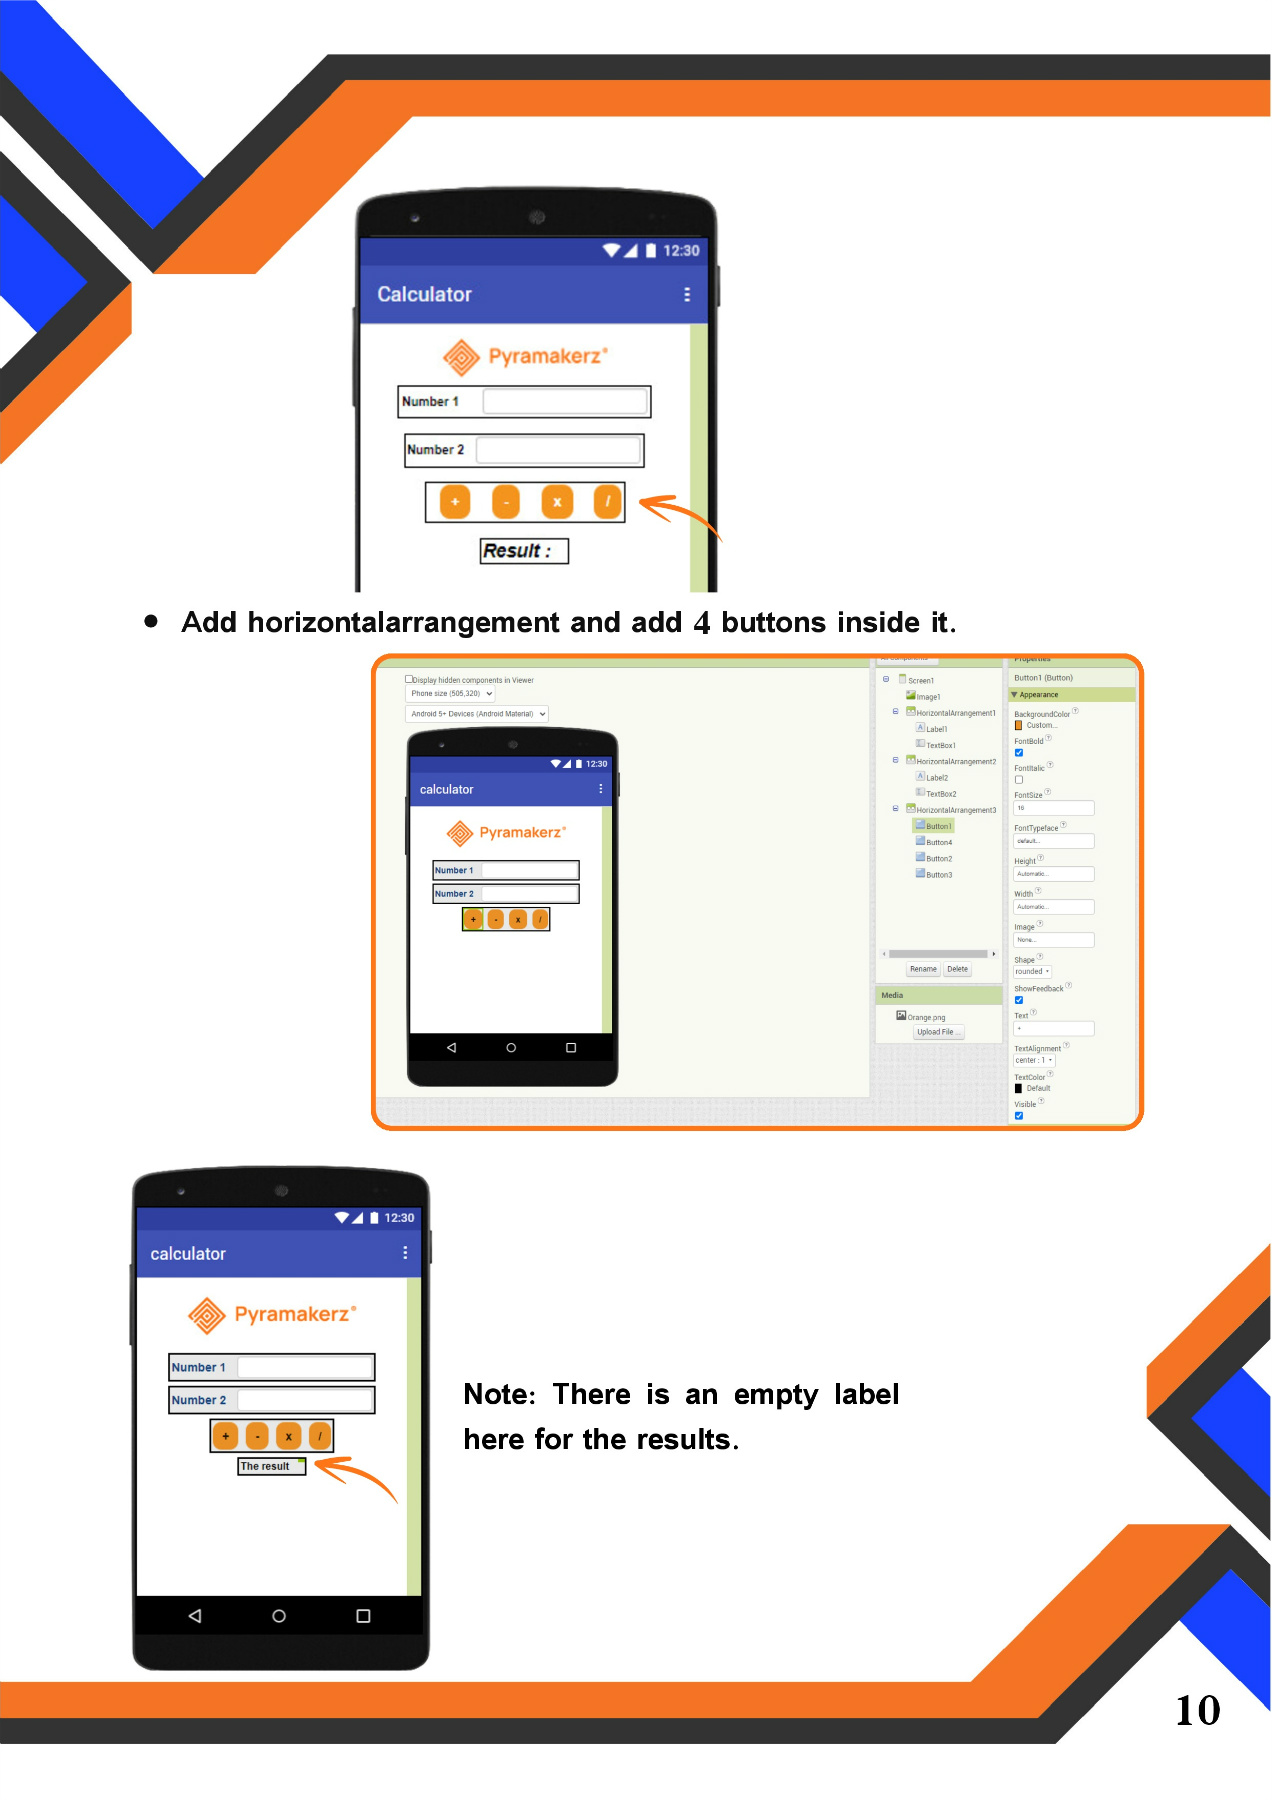 12:30
Calculator
Pyramakerz®
Number 1
Number 2
+ - x /
Result :
• Add horizontalarrangement and add 4 buttons inside it.
Display hidden components in Viewer
Phone size (505,320)
Android 5+ Devices (Android Material)
12:30
calculator
Pyramakerz®
Number 1
Number 2
+ - x /
Screen1
Image1
HorizontalArrangement1
Label1
TextBox1
HorizontalArrangement2
Label2
TextBox2
HorizontalArrangement3
Button1
Button4
Button2
Button3
Rename Delete
Media
Orange.png
Upload File ...
Properties
Button1 (Button)
Appearance
BackgroundColor
Custom...
FontBold
FontItalic
FontSize
16
FontTypeface
default...
Height
Automatic...
Width
Automatic...
Image
None...
Shape
rounded
ShowFeedback
Text
+
TextAlignment
center : 1
TextColor
Default
Visible
12:30
calculator
Pyramakerz®
Number 1
Number 2
+ - x /
The result
Note: There is an empty label
here for the results.
10